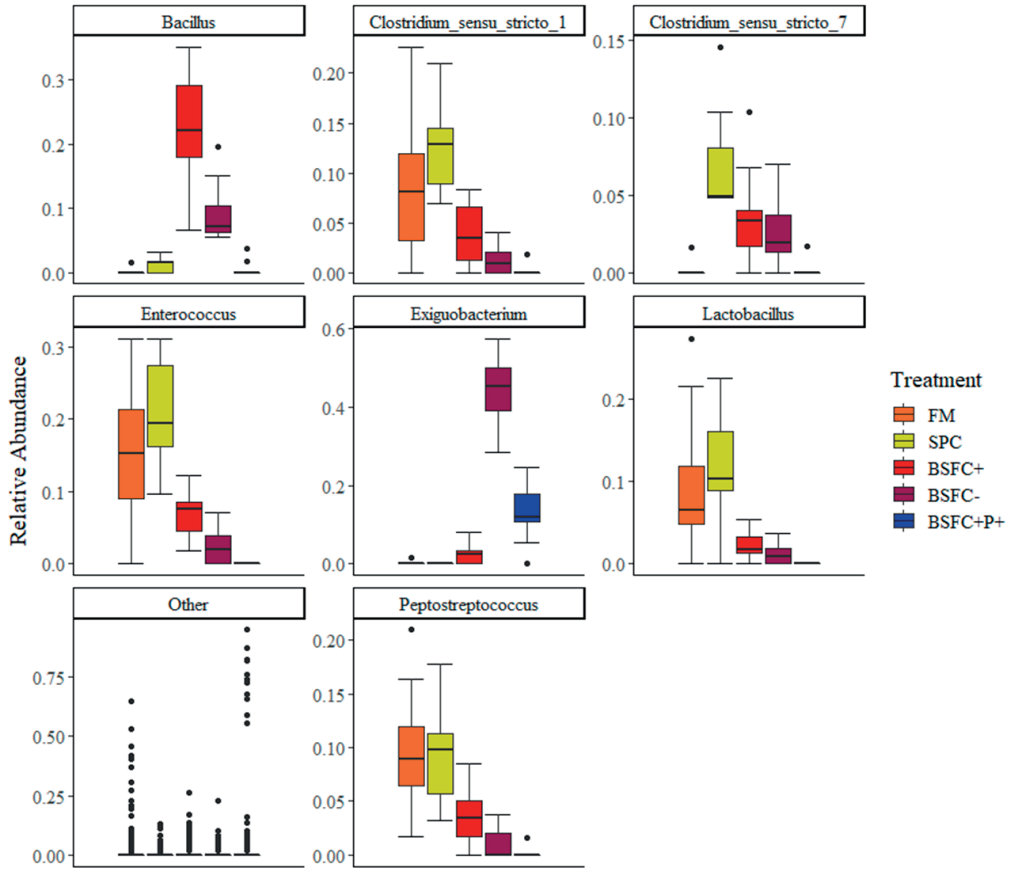 Bacillus
Clostridium_sensu_stricto_1
Clostridium_sensu_stricto_7
0.3
0.2
0.1
0.0
0.20
0.15
0.10
0.05
0.00
0.15
0.10
0.05
0.00
Enterococcus
Exiguobacterium
Lactobacillus
0.3
0.2
0.1
0.0
0.6
0.4
0.2
0.0
0.2
0.1
0.0
Relative Abundance
Treatment
FM
SPC
BSFC+
BSFC-
BSFC+P+
Other
Peptostreptococcus
0.75
0.50
0.25
0.00
0.20
0.15
0.10
0.05
0.00